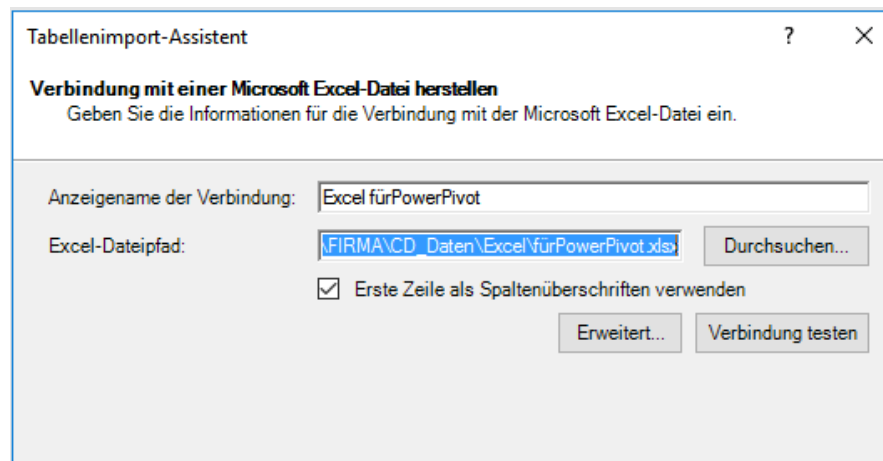 Tabellenimport-Assistent ?
Verbindung mit einer Microsoft Excel-Datei herstellen
Geben Sie die Informationen für die Verbindung mit der Microsoft Excel-Datei ein.
Anzeigename der Verbindung: Excel fürPowerPivot
Excel-Dateipfad: \FIRMA\CD_Daten\Excel\fürPowerPivot.xlsx Durchsuchen...
Erste Zeile als Spaltenüberschriften verwenden
Erweitert... Verbindung testen